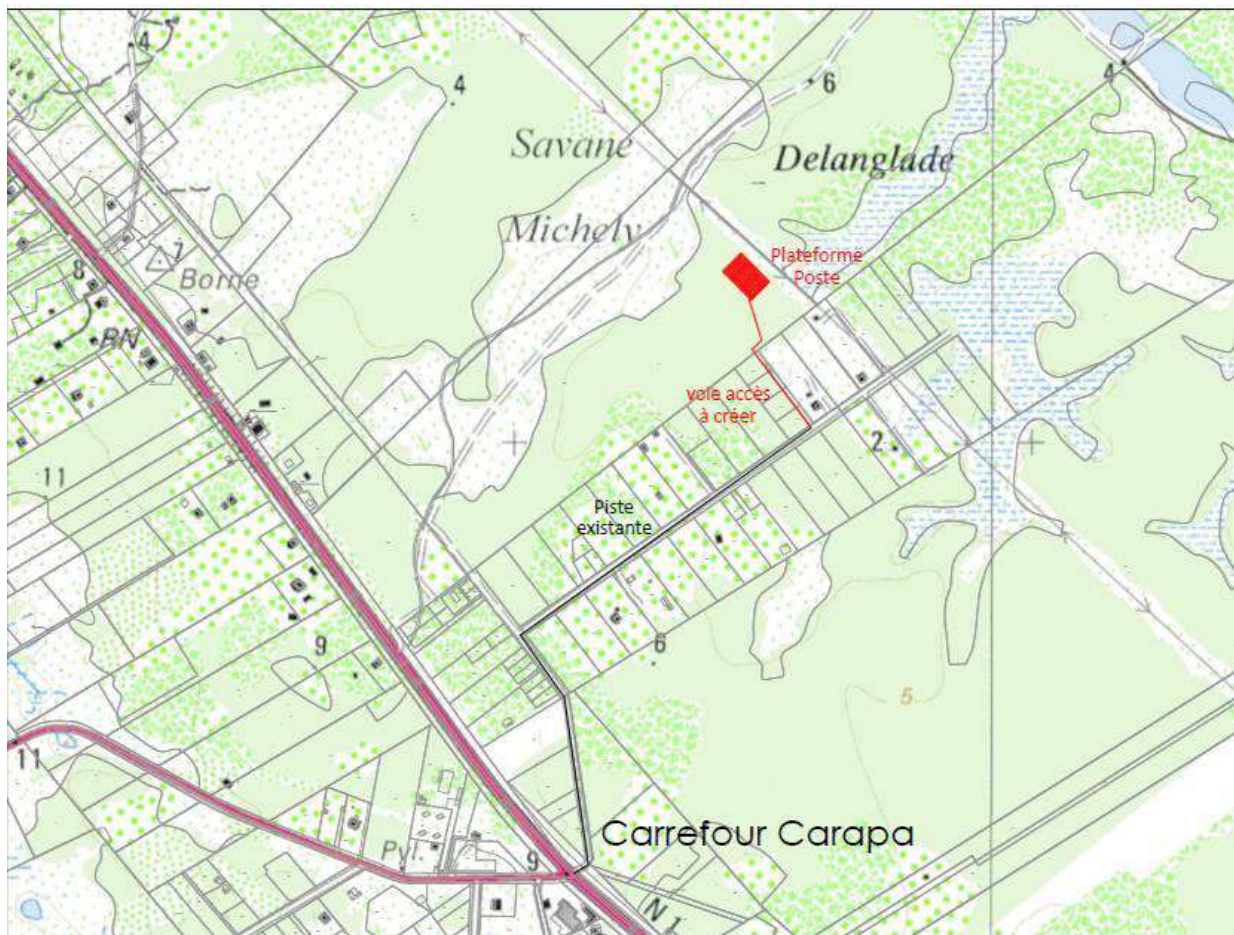 4
4
6
4
Savane
Delanglade
Michely
7
8
Borne
Plateforme
Poste
RN
voie accès
à créer
2
11
Piste
existante
9
6
5
11
Carrefour Carapa
Pyl.
9
N 1